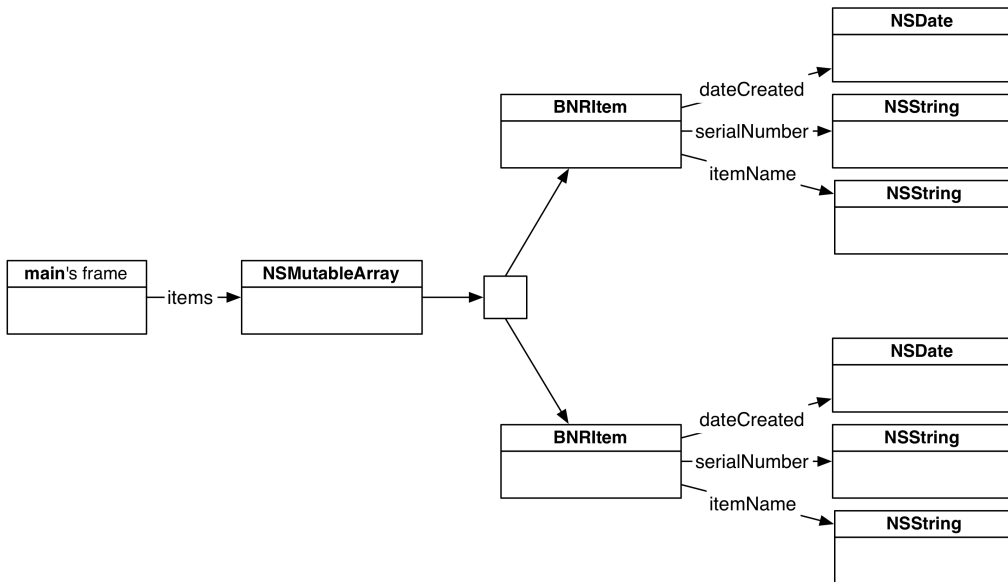 NSDate
dateCreated
BNRItem
NSString
serialNumber
itemName
NSString
main's frame
NSMutableArray
items
NSDate
dateCreated
BNRItem
NSString
serialNumber
itemName
NSString